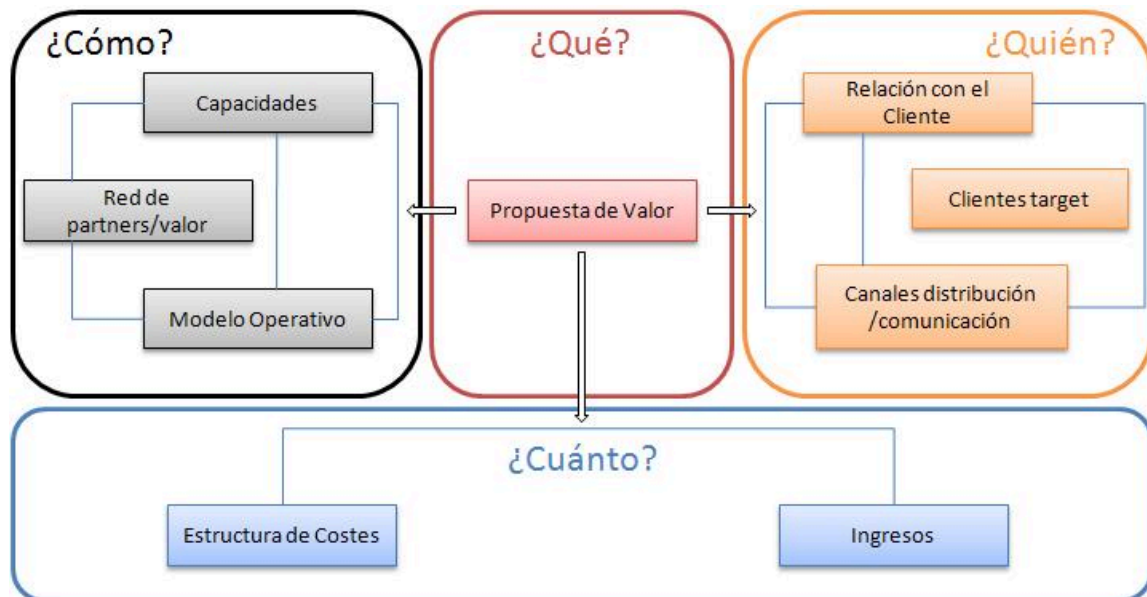 ¿Cómo?
Capacidades
Red de
partners/valor
Modelo Operativo
¿Qué?
Propuesta de Valor
¿Quién?
Relación con el
Cliente
Clientes target
Canales distribución
/comunicación
¿Cuánto?
Estructura de Costes
Ingresos